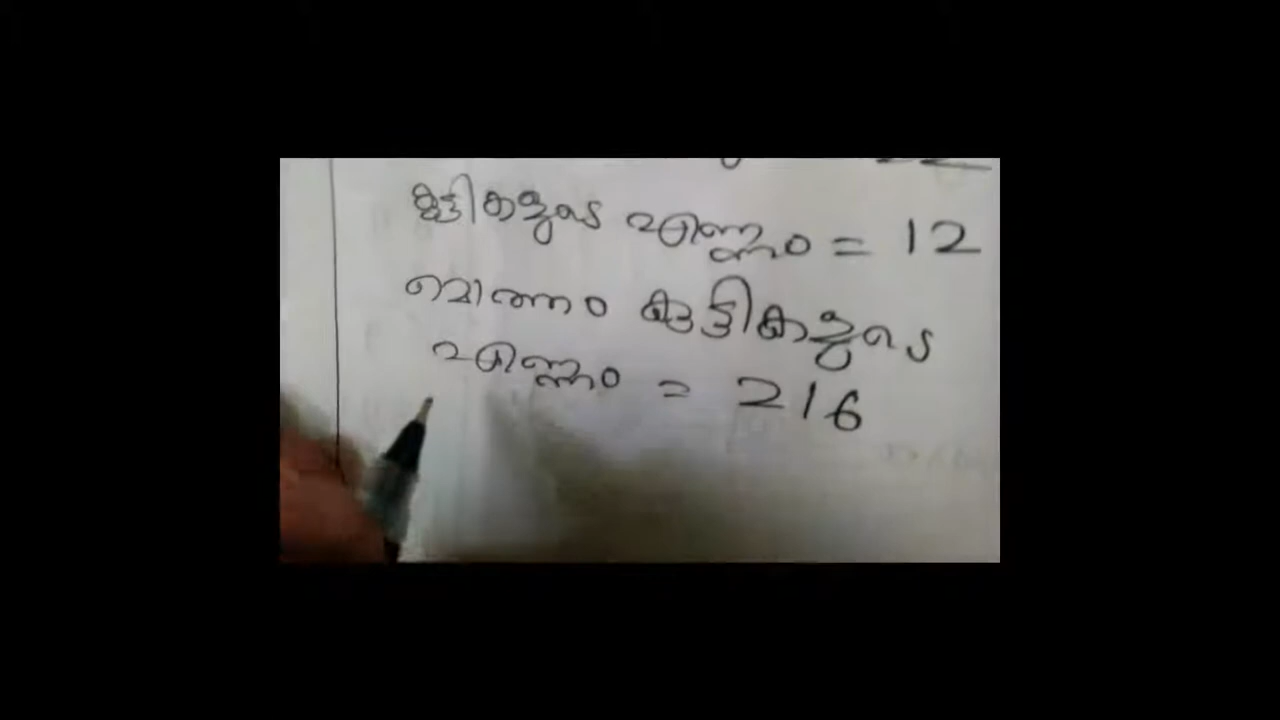 കുട്ടികളുടെ എണ്ണം = 12
മൊത്തം കുട്ടികളുടെ
എണ്ണം = 216